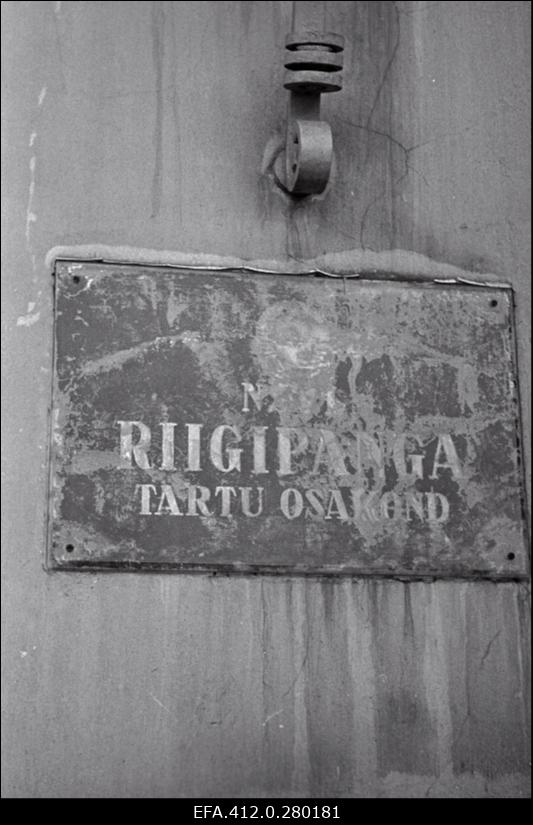 N
RIIGIPANGA
TARTU OSAKOND
EFA.412.0.280181